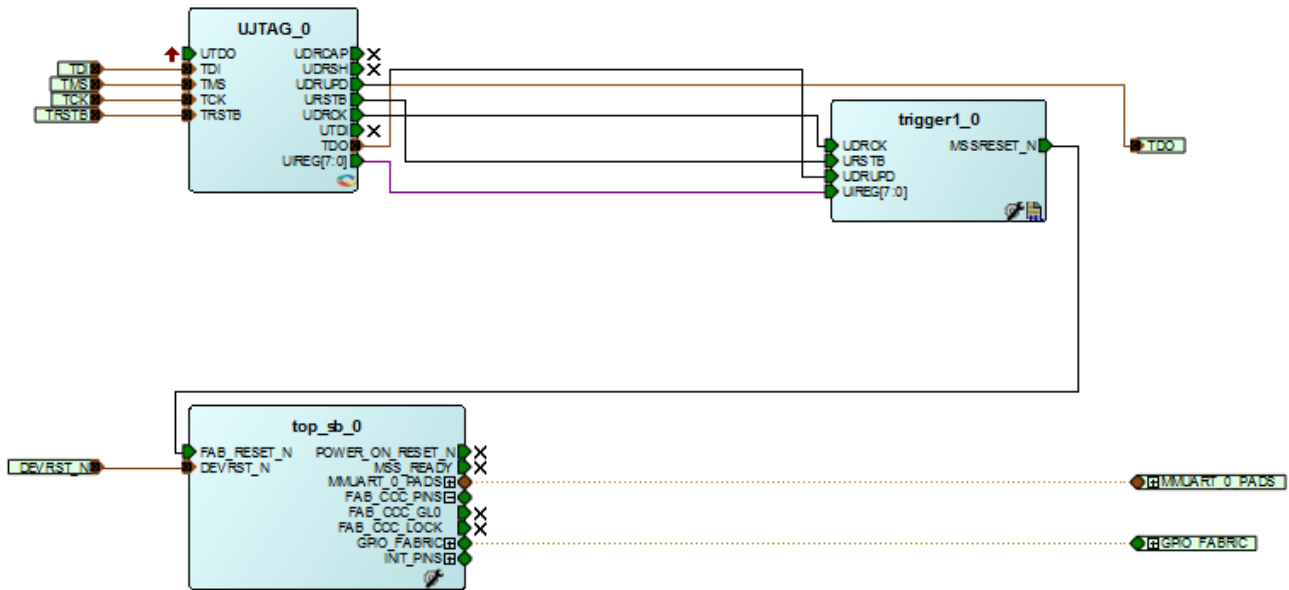 UJTAG_0
UTDO UDRCAP
TDI TDI UDRSH
TMS TMS UDRUPD
TCK TCK URSTB
TRSTB TRSTB UDRCK
UTDI
TDO
UIREG[7:0]
trigger1_0
UDRCK MSSRESET_N
URSTB
UDRUPD
UIREG[7:0]
TDO
top_sb_0
FAB_RESET_N POWER_ON_RESET_N
DEVRST_N DEVRST_N MSS_READY
MMUART_0_PADS MMUART_0_PADS
FAB_CCC_PINS
FAB_CCC_GL0
FAB_CCC_LOCK
GPIO_FABRIC GPIO_FABRIC
INIT_PINS